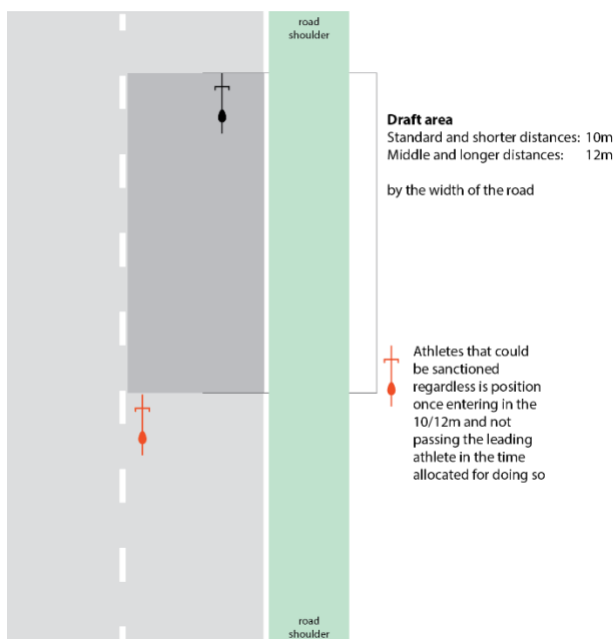 road
shoulder
Draft area
Standard and shorter distances: 10m
Middle and longer distances: 12m
by the width of the road
Athletes that could
be sanctioned
regardless is position
once entering in the
10/12m and not
passing the leading
athlete in the time
allocated for doing so
road
shoulder